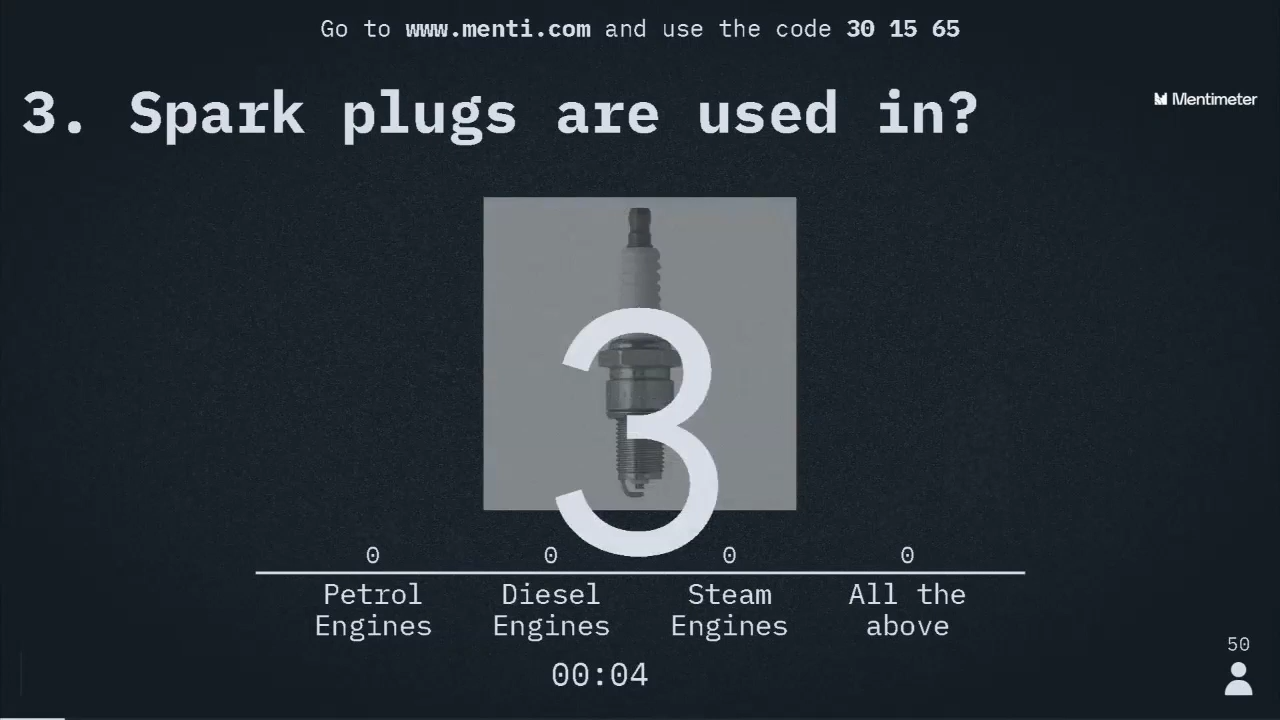 Go to www.menti.com and use the code 30 15 65
3. Spark plugs are used in?
Mentimeter
3
0 0 0 0
Petrol Engines
Diesel Engines
Steam Engines
All the above
00:04
50